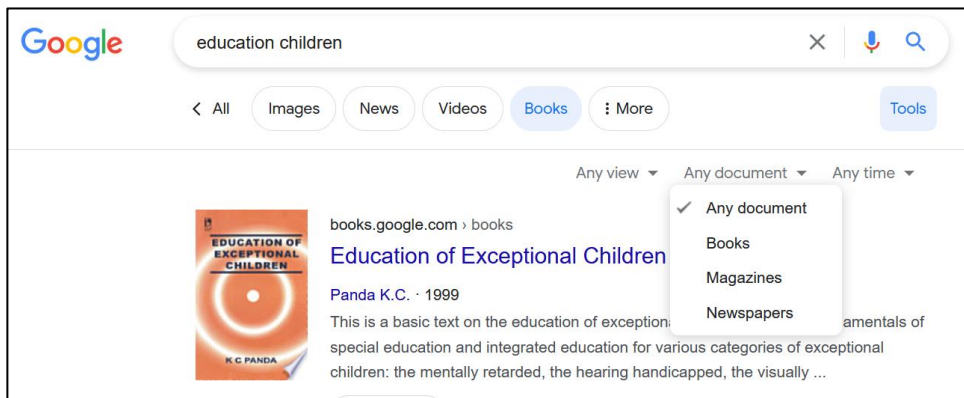 Google
education children
All Images News Videos Books More Tools
Any view Any document Any time
Any document
Books
Magazines
Newspapers
EDUCATION OF
EXCEPTIONAL
CHILDREN
K C PANDA
books.google.com › books
Education of Exceptional Children
Panda K.C. · 1999
This is a basic text on the education of exception amentals of
special education and integrated education for various categories of exceptional
children: the mentally retarded, the hearing handicapped, the visually ...